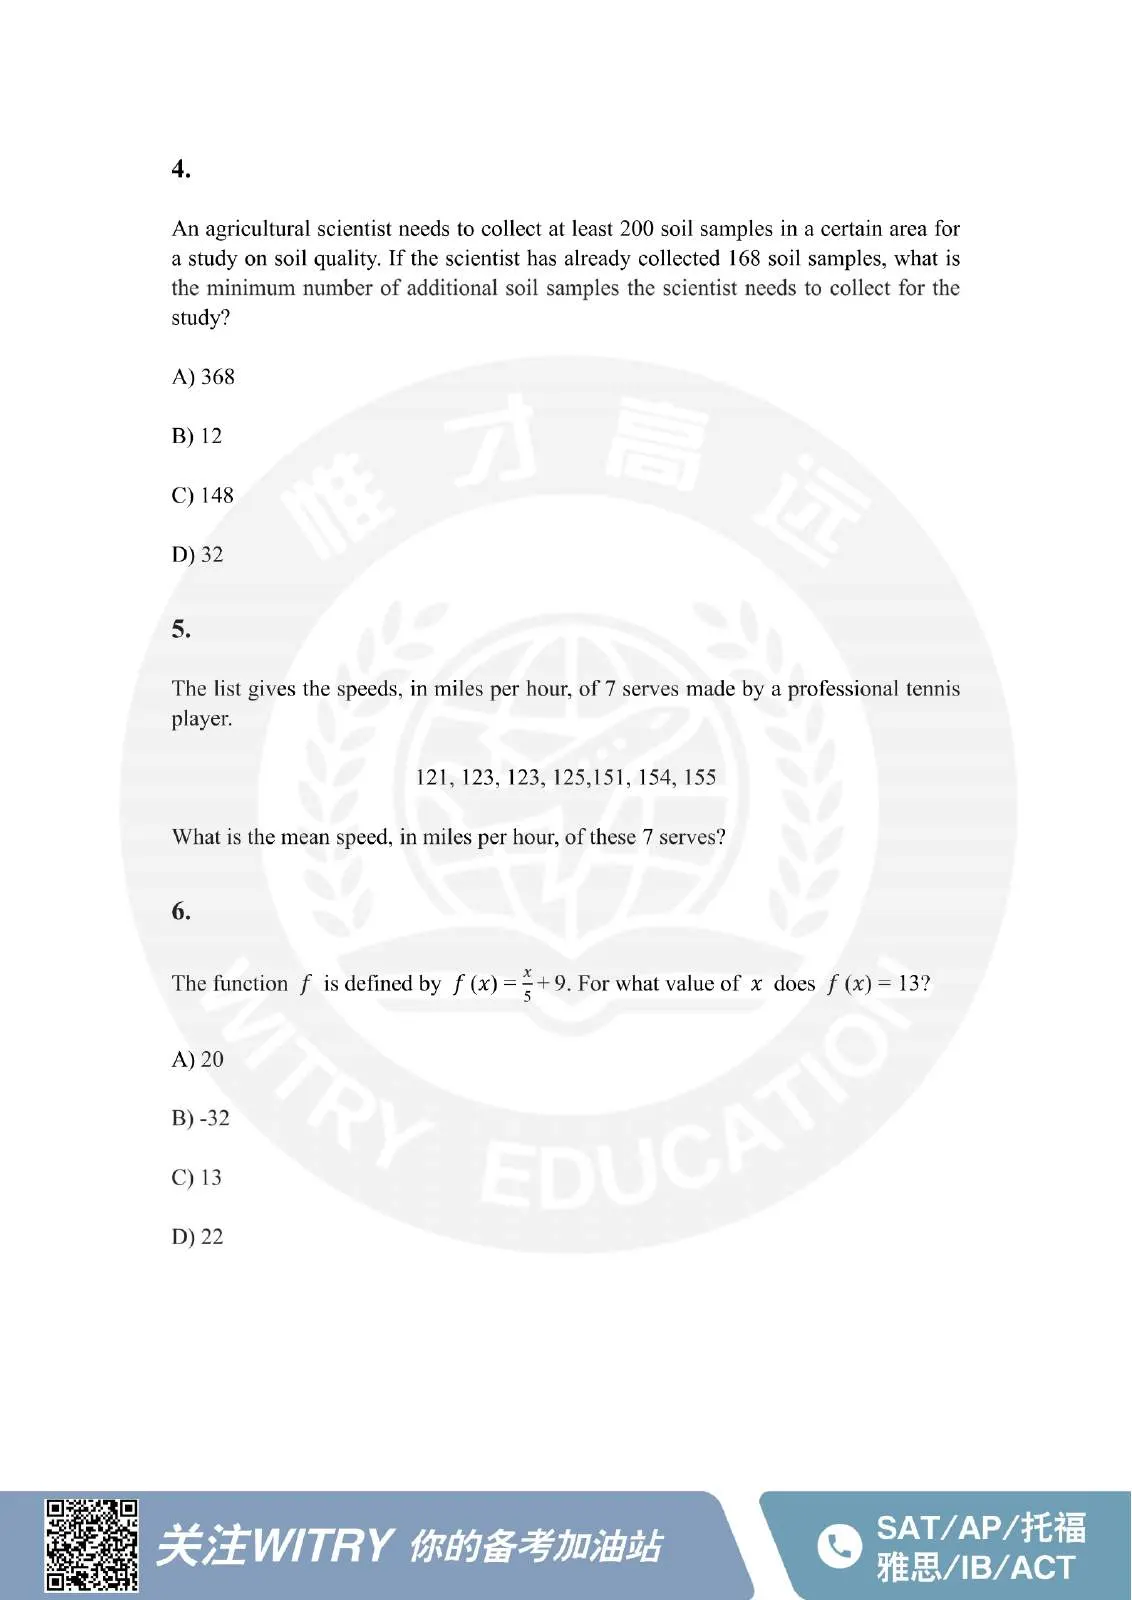 4.
An agricultural scientist needs to collect at least 200 soil samples in a certain area for
a study on soil quality. If the scientist has already collected 168 soil samples, what is
the minimum number of additional soil samples the scientist needs to collect for the
study?
A) 368
B) 12
C) 148
D) 32
5.
The list gives the speeds, in miles per hour, of 7 serves made by a professional tennis
player.
121, 123, 123, 125,151, 154, 155
What is the mean speed, in miles per hour, of these 7 serves?
6.
The function f is defined by f (x) = x/5 + 9. For what value of x does f (x) = 13?
A) 20
B) -32
C) 13
D) 22
惟才高远
WITRY EDUCATION
关注WITRY 你的备考加油站
SAT/AP/托福
雅思/IB/ACT